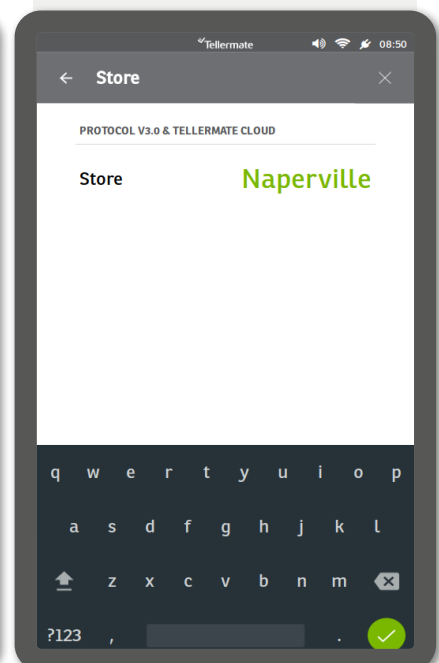 Tellermate 08:50
Store
PROTOCOL V3.0 & TELLERMATE CLOUD
Store Naperville
q w e r t y u i o p
a s d f g h j k l
z x c v b n m
?123 , .